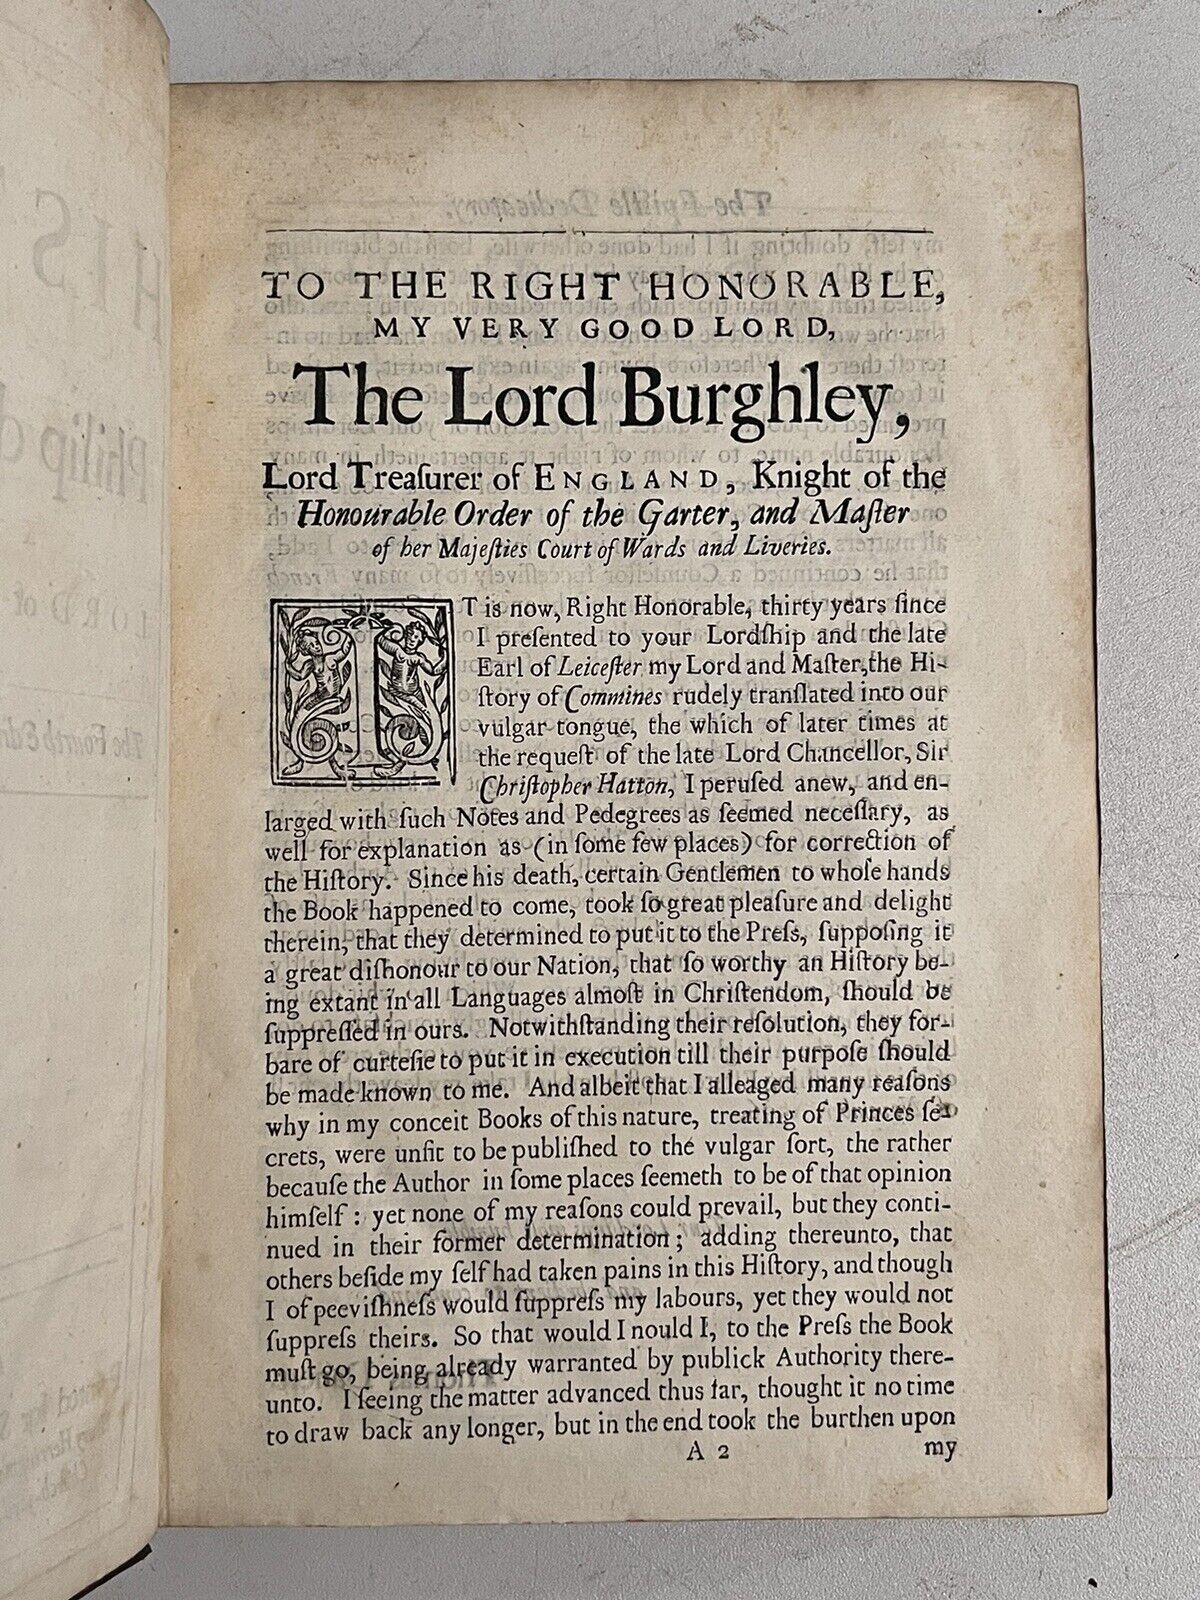 TO THE RIGHT HONORABLE,
MY VERY GOOD LORD,
The Lord Burghley,
Lord Treaſurer of ENGLAND, Knight of the
Honourable Order of the Garter, and Maſter
of her Majeſties Court of Wards and Liveries.
IT is now, Right Honorable, thirty years ſince
I preſented to your Lordſhip and the late
Earl of Leiceſter my Lord and Maſter, the Hi-
ſtory of Commines rudely tranſlated into our
vulgar tongue, the which of later times at
the requeſt of the late Lord Chancellor, Sir
Chriſtopher Hatton, I peruſed anew, and en-
larged with ſuch Notes and Pedegrees as ſeemed neceſſary, as
well for explanation as (in ſome few places) for correction of
the Hiſtory. Since his death, certain Gentlemen to whoſe hands
the Book happened to come, took ſo great pleaſure and delight
therein, that they determined to put it to the Preſs, ſuppoſing it
a great diſhonour to our Nation, that ſo worthy an Hiſtory be-
ing extant in all Languages almoſt in Chriſtendom, ſhould be
ſuppreſſed in ours. Notwithſtanding their reſolution, they for-
bare of curteſie to put it in execution till their purpoſe ſhould
be made known to me. And albeit that I alleaged many reaſons
why in my conceit Books of this nature, treating of Princes ſe-
crets, were unfit to be publiſhed to the vulgar ſort, the rather
becauſe the Author in ſome places ſeemeth to be of that opinion
himſelf : yet none of my reaſons could prevail, but they conti-
nued in their former determination ; adding thereunto, that
others beſide my ſelf had taken pains in this Hiſtory, and though
I of peeviſhneſs would ſuppreſs my labours, yet they would not
ſuppreſs theirs. So that would I nould I, to the Preſs the Book
muſt go, being already warranted by publick Authority there-
unto. I ſeeing the matter advanced thus far, thought it no time
to draw back any longer, but in the end took the burthen upon
A 2 my